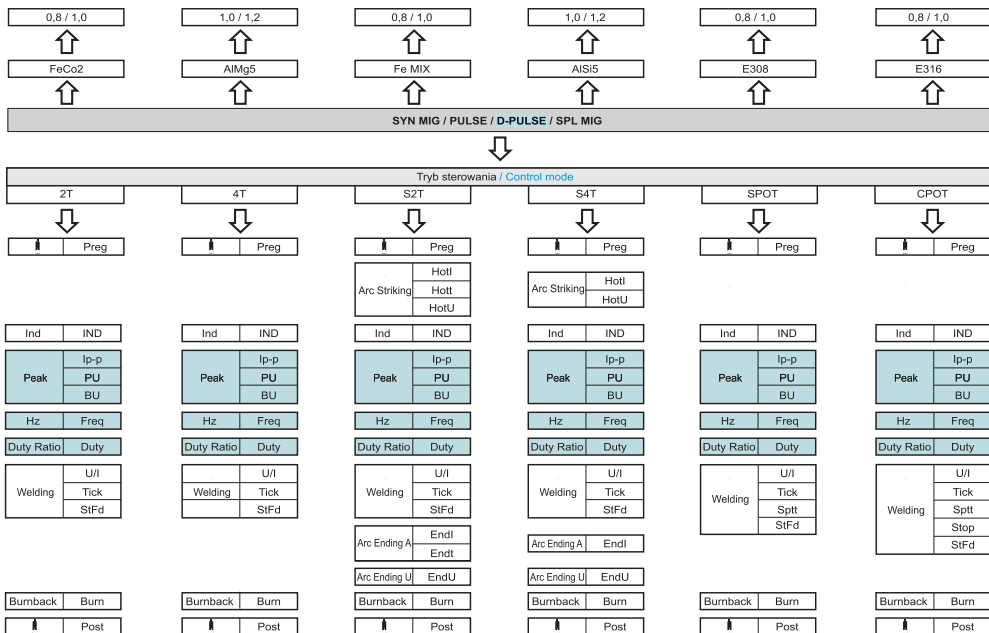 0,8 / 1,0 1,0 / 1,2 0,8 / 1,0 1,0 / 1,2 0,8 / 1,0 0,8 / 1,0
FeCo2 AlMg5 Fe MIX AlSi5 E308 E316
SYN MIG / PULSE / D-PULSE / SPL MIG
Tryb sterowania / Control mode
2T 4T S2T S4T SPOT CPOT
Preg Preg Preg Preg Preg Preg
Arc Striking HotI Hott HotU
Arc Striking HotI HotU
Ind IND Ind IND Ind IND Ind IND Ind IND Ind IND
Peak Ip-p PU BU Peak Ip-p PU BU Peak Ip-p PU BU Peak Ip-p PU BU Peak Ip-p PU BU Peak Ip-p PU BU
Hz Freq Hz Freq Hz Freq Hz Freq Hz Freq Hz Freq
Duty Ratio Duty Duty Ratio Duty Duty Ratio Duty Duty Ratio Duty Duty Ratio Duty Duty Ratio Duty
Welding U/I Tick StFd
Welding U/I Tick StFd
Welding U/I Tick StFd
Welding U/I Tick StFd
Welding U/I Tick Sptt StFd
Welding U/I Tick Sptt Stop StFd
Arc Ending A EndI Endt
Arc Ending A EndI
Arc Ending U EndU Arc Ending U EndU
Burnback Burn Burnback Burn Burnback Burn Burnback Burn Burnback Burn Burnback Burn
Post Post Post Post Post Post